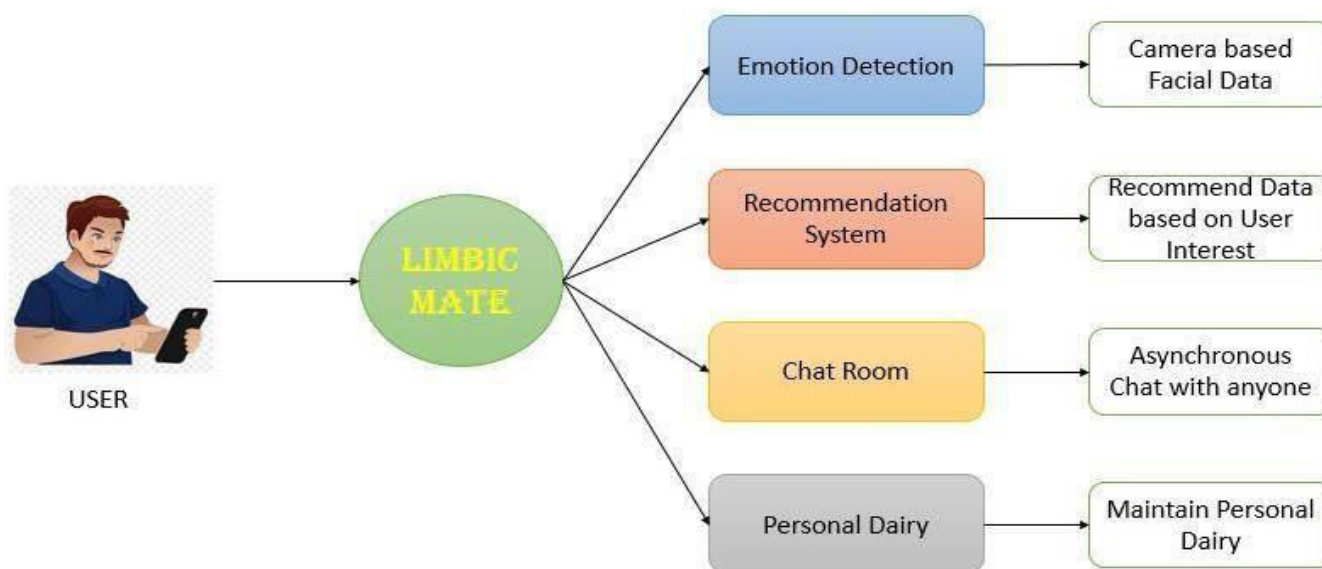 USER
LIMBIC
MATE
Emotion Detection
Camera based
Facial Data
Recommendation
System
Recommend Data
based on User
Interest
Chat Room
Asynchronous
Chat with anyone
Personal Dairy
Maintain Personal
Dairy